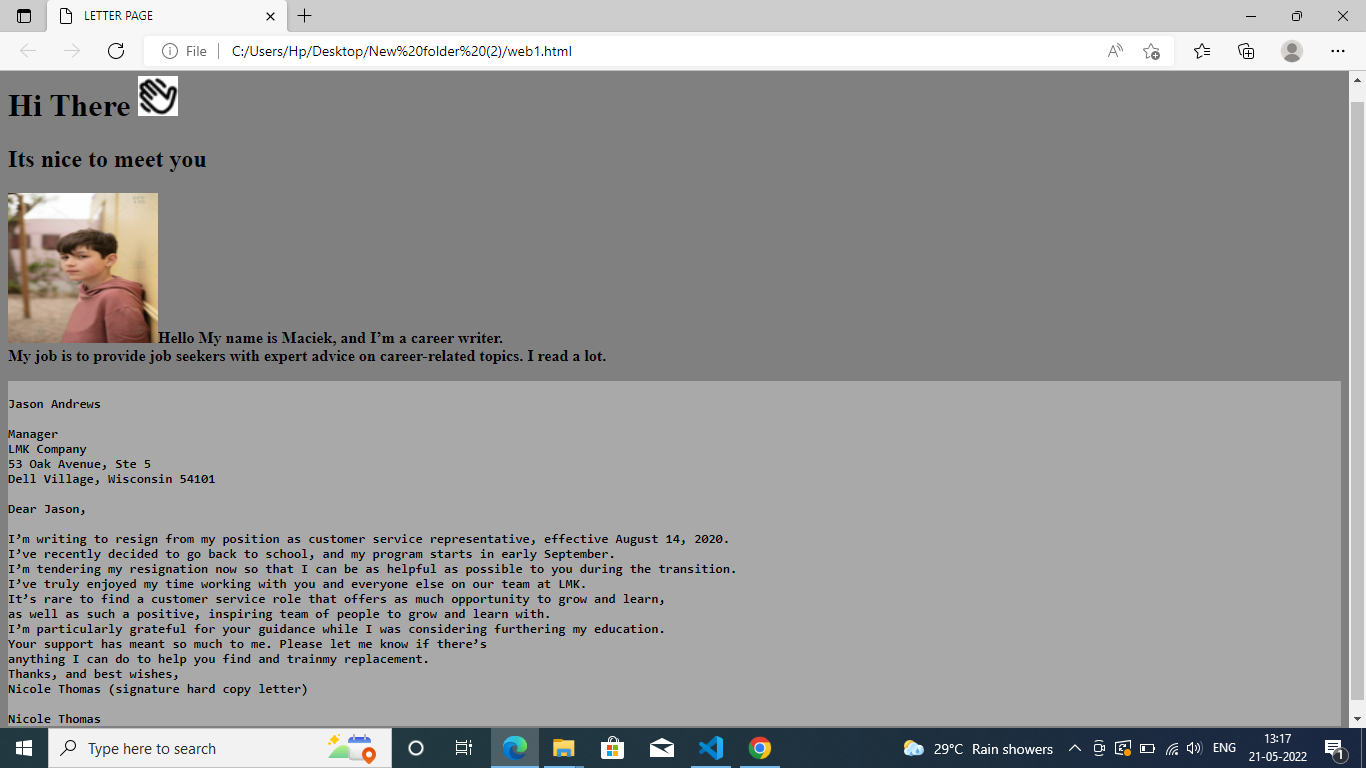 LETTER PAGE
File
C:/Users/Hp/Desktop/New%20folder%20(2)/web1.html
Hi There
Its nice to meet you
Hello My name is Maciek, and I’m a career writer.
My job is to provide job seekers with expert advice on career-related topics. I read a lot.
Jason Andrews
Manager
LMK Company
53 Oak Avenue, Ste 5
Dell Village, Wisconsin 54101
Dear Jason,
I’m writing to resign from my position as customer service representative, effective August 14, 2020.
I’ve recently decided to go back to school, and my program starts in early September.
I’m tendering my resignation now so that I can be as helpful as possible to you during the transition.
I’ve truly enjoyed my time working with you and everyone else on our team at LMK.
It’s rare to find a customer service role that offers as much opportunity to grow and learn,
as well as such a positive, inspiring team of people to grow and learn with.
I’m particularly grateful for your guidance while I was considering furthering my education.
Your support has meant so much to me. Please let me know if there’s
anything I can do to help you find and trainmy replacement.
Thanks, and best wishes,
Nicole Thomas (signature hard copy letter)
Nicole Thomas
Type here to search
29°C Rain showers
ENG
13:17
21-05-2022
1